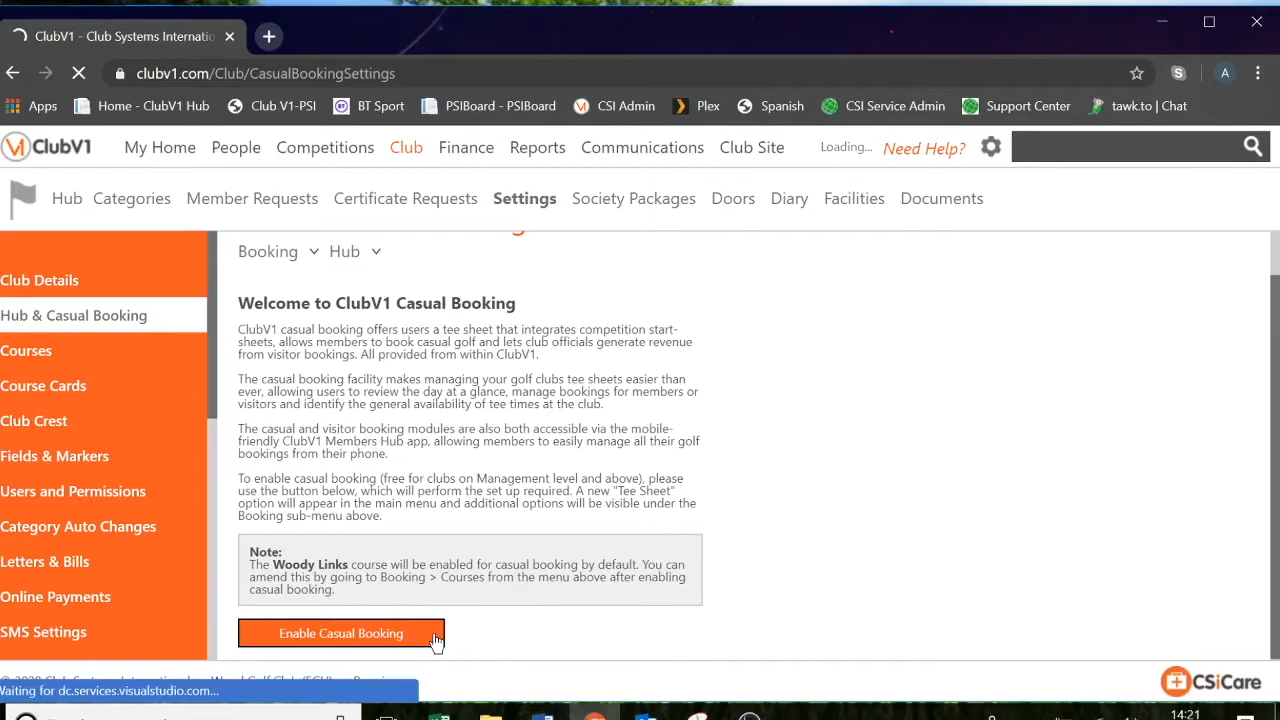 ClubV1 - Club Systems Internatio
clubv1.com/Club/CasualBookingSettings
A
Apps Home - ClubV1 Hub Club V1-PSI BT Sport PSIBoard - PSIBoard CSI Admin Plex Spanish CSI Service Admin Support Center tawk.to | Chat
V1 ClubV1 My Home People Competitions Club Finance Reports Communications Club Site Loading... Need Help?
Hub Categories Member Requests Certificate Requests Settings Society Packages Doors Diary Facilities Documents
Booking Hub
Club Details
Hub & Casual Booking
Courses
Course Cards
Club Crest
Fields & Markers
Users and Permissions
Category Auto Changes
Letters & Bills
Online Payments
SMS Settings
Welcome to ClubV1 Casual Booking
ClubV1 casual booking offers users a tee sheet that integrates competition start-
sheets, allows members to book casual golf and lets club officials generate revenue
from visitor bookings. All provided from within ClubV1.
The casual booking facility makes managing your golf clubs tee sheets easier than
ever, allowing users to review the day at a glance, manage bookings for members or
visitors and identify the general availability of tee times at the club.
The casual and visitor booking modules are also both accessible via the mobile-
friendly ClubV1 Members Hub app, allowing members to easily manage all their golf
bookings from their phone.
To enable casual booking (free for clubs on Management level and above), please
use the button below, which will perform the set up required. A new "Tee Sheet"
option will appear in the main menu and additional options will be visible under the
Booking sub-menu above.
Note:
The Woody Links course will be enabled for casual booking by default. You can
amend this by going to Booking > Courses from the menu above after enabling
casual booking.
Enable Casual Booking
CSiCare
Waiting for dc.services.visualstudio.com...
14:21